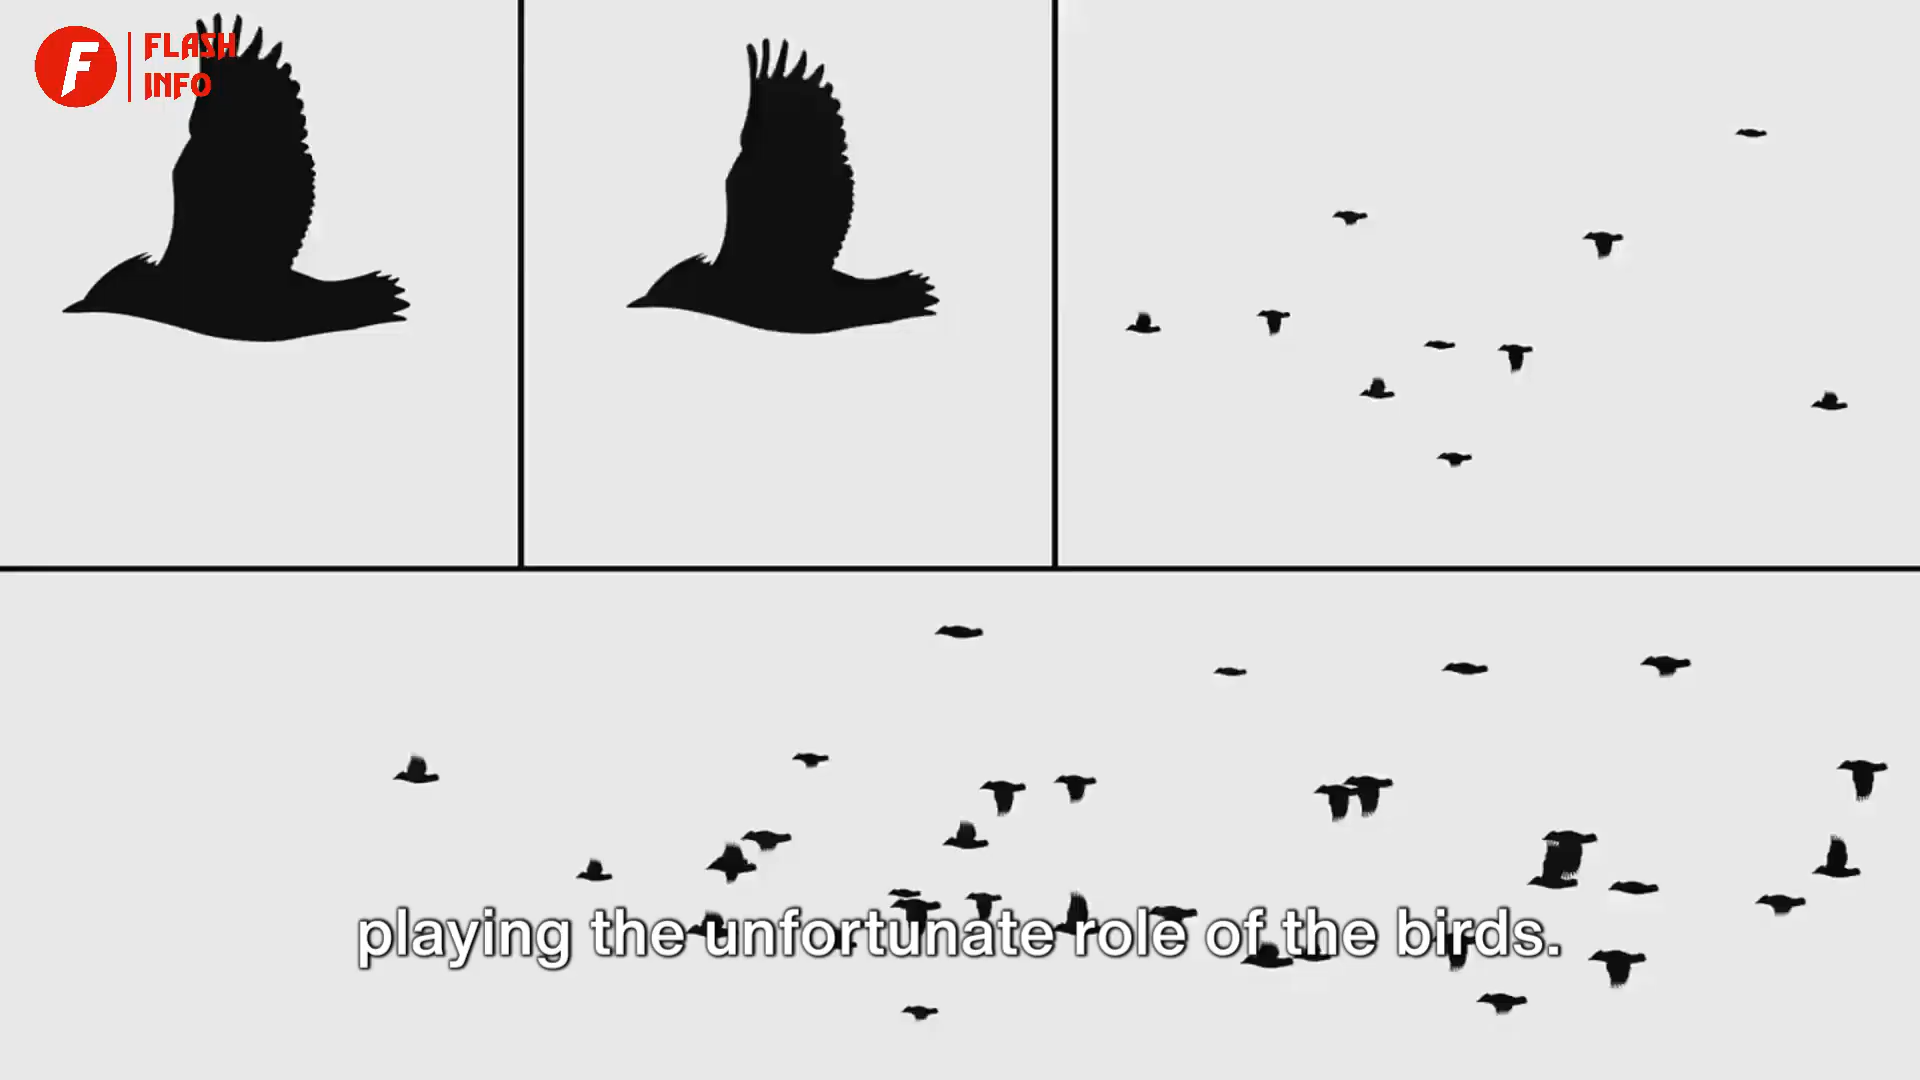 F
FLASH
INFO
playing the unfortunate role of the birds.